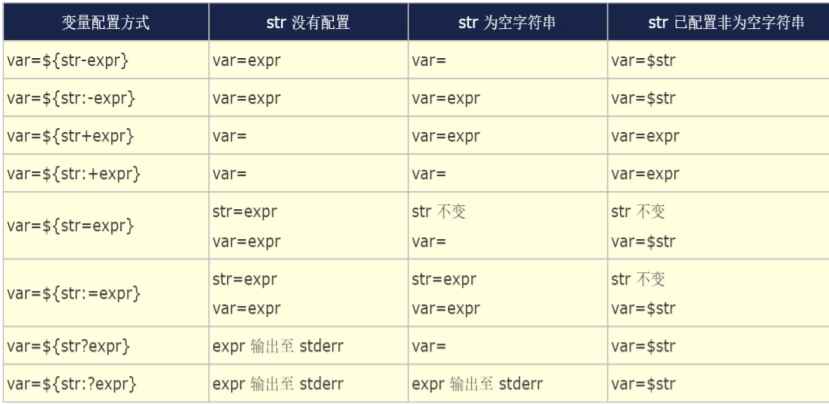 变量配置方式 str 没有配置 str 为空字符串 str 已配置非为空字符串
var=${str-expr} var=expr var= var=$str
var=${str:-expr} var=expr var=expr var=$str
var=${str+expr} var= var=expr var=expr
var=${str:+expr} var= var= var=expr
var=${str=expr} str=expr str 不变 str 不变
var=expr var= var=$str
var=${str:=expr} str=expr str=expr str 不变
var=expr var=expr var=$str
var=${str?expr} expr 输出至 stderr var= var=$str
var=${str:?expr} expr 输出至 stderr expr 输出至 stderr var=$str